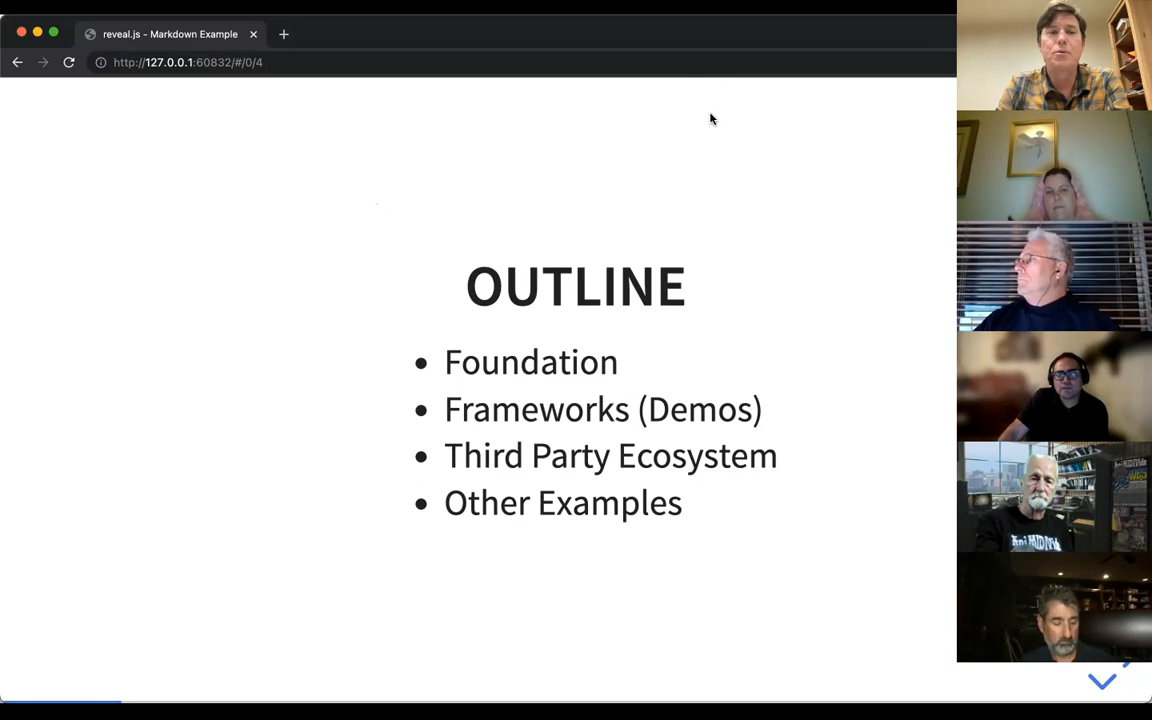 reveal.js - Markdown Example
http://127.0.0.1:60832/#/0/4
OUTLINE
• Foundation
• Frameworks (Demos)
• Third Party Ecosystem
• Other Examples